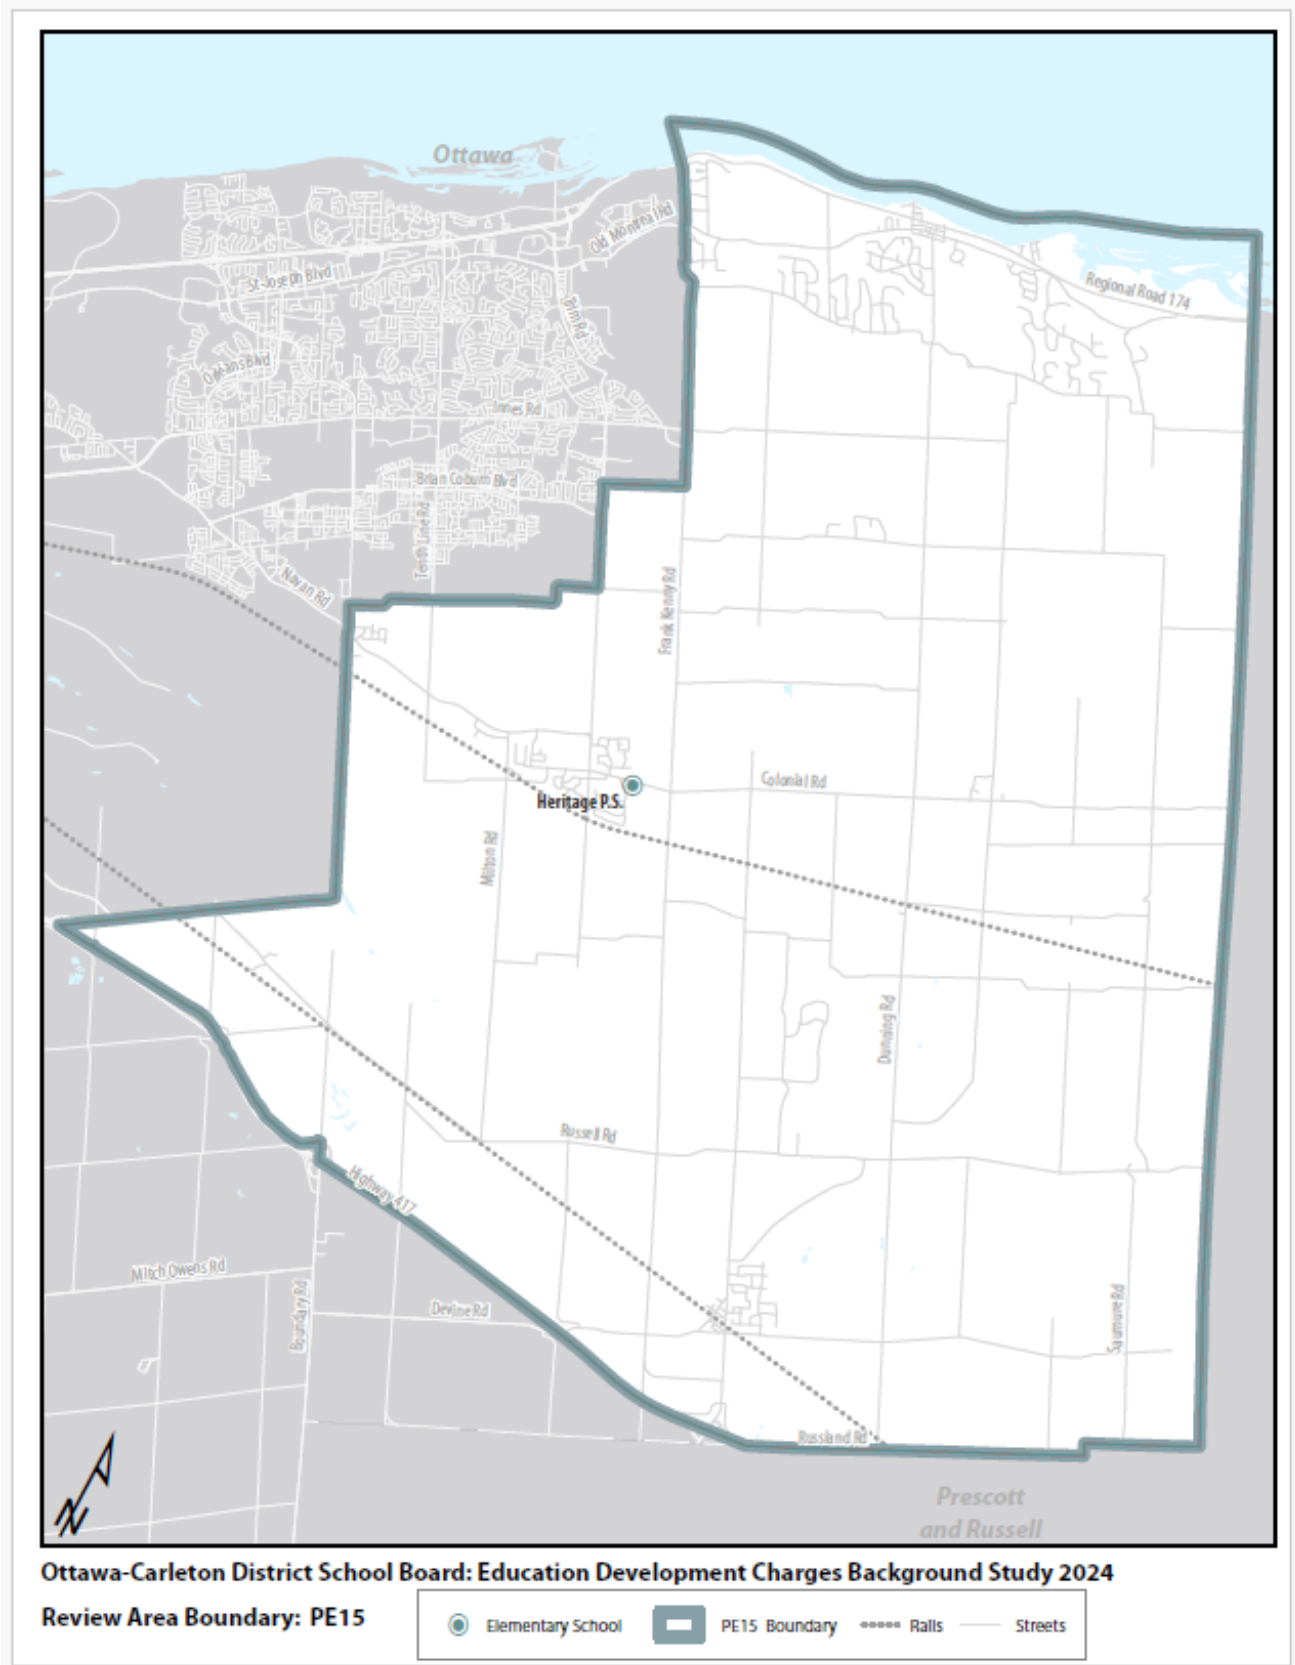 Ottawa
Old Montreal Rd
St-Joseph Blvd
Regional Road 174
Trim Rd
Orleans Blvd
Innes Rd
Brian Coburn Blvd
Tenth Line Rd
Navan Rd
Frank Kenny Rd
Colonial Rd
Heritage P.S.
Milton Rd
Dunning Rd
Russell Rd
Highway 417
Mitch Owens Rd
Boundary Rd
Devine Rd
Saumure Rd
Russland Rd
Prescott
and Russell
N
Ottawa-Carleton District School Board: Education Development Charges Background Study 2024
Review Area Boundary: PE15
Elementary School
PE15 Boundary
Rails
Streets